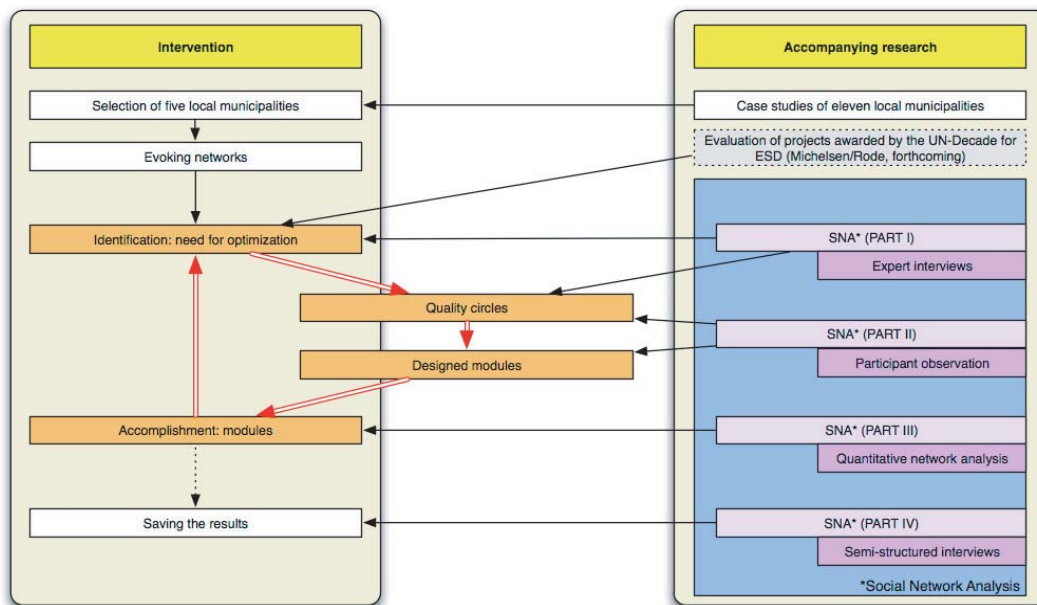 Intervention
Selection of five local municipalities
Evoking networks
Identification: need for optimization
Quality circles
Designed modules
Accomplishment: modules
Saving the results
Accompanying research
Case studies of eleven local municipalities
Evaluation of projects awarded by the UN-Decade for
ESD (Michelsen/Rode, forthcoming)
SNA* (PART I)
Expert interviews
SNA* (PART II)
Participant observation
SNA* (PART III)
Quantitative network analysis
SNA* (PART IV)
Semi-structured interviews
*Social Network Analysis